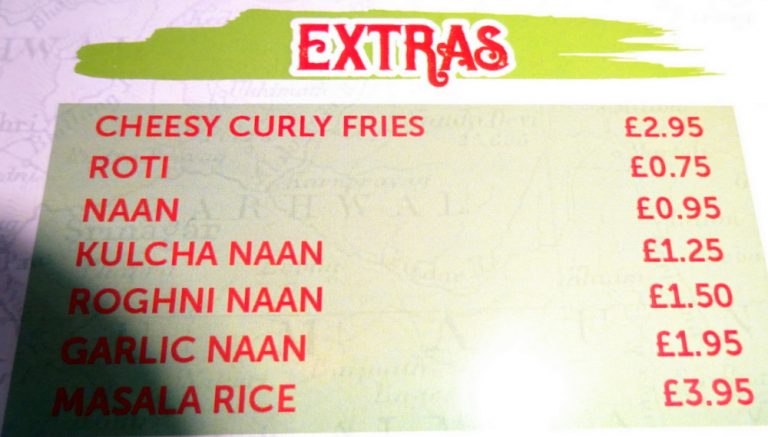 EXTRAS
CHEESY CURLY FRIES £2.95
ROTI £0.75
NAAN £0.95
KULCHA NAAN £1.25
ROGHNI NAAN £1.50
GARLIC NAAN £1.95
MASALA RICE £3.95